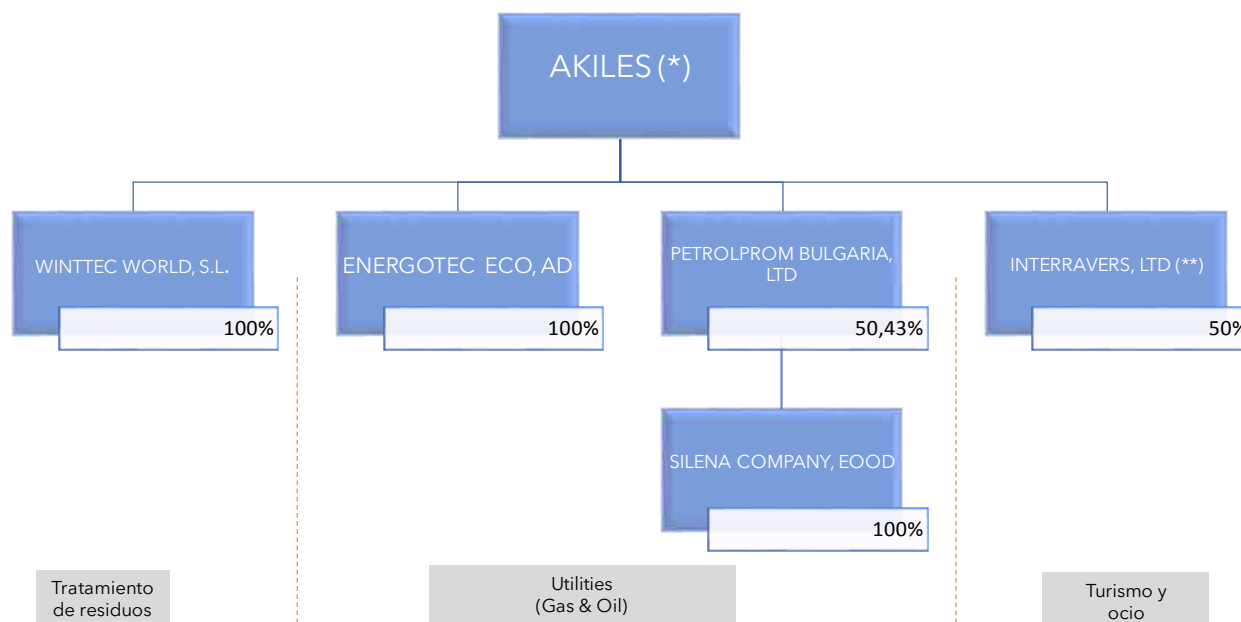 AKILES (*)
WINTTEC WORLD, S.L.
100%
ENERGOTEC ECO, AD
100%
PETROLPROM BULGARIA,
LTD
50,43%
INTERRAVERS, LTD (**)
50%
SILENA COMPANY, EOOD
100%
Tratamiento
de residuos
Utilities
(Gas & Oil)
Turismo y
ocio